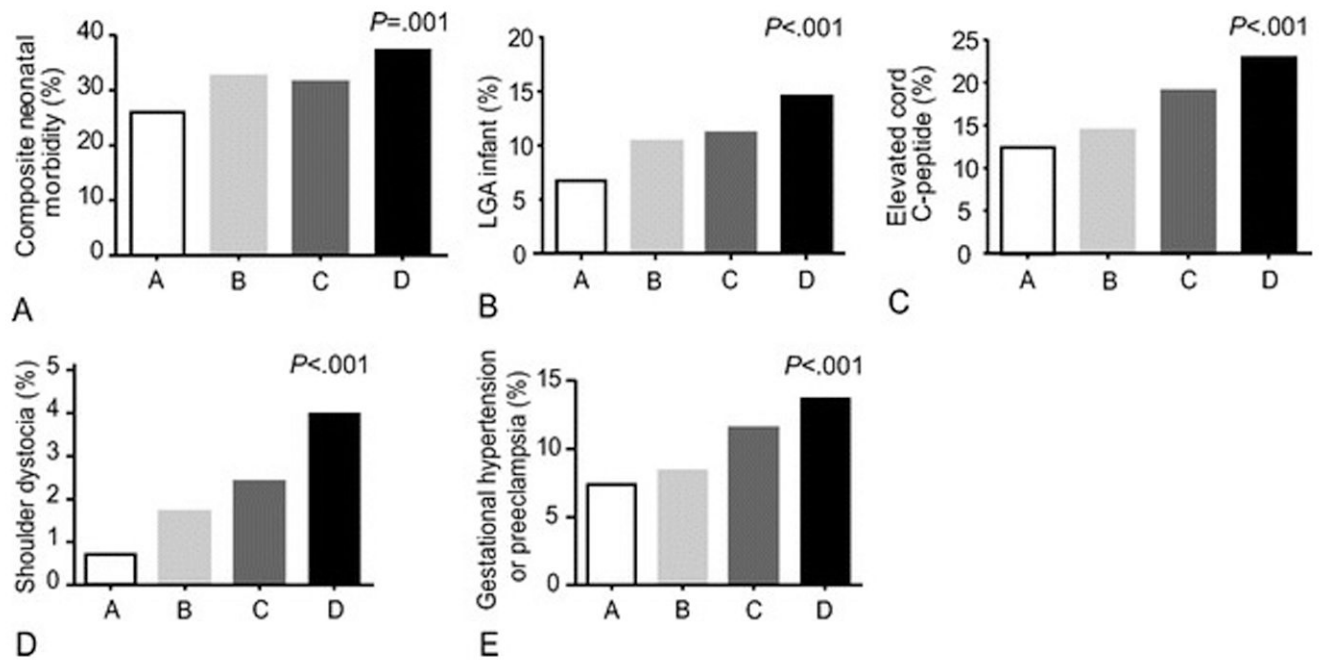 P=.001
Composite neonatal
morbidity (%)
40
30
20
10
0
A B C D
A
P<.001
LGA infant (%)
20
15
10
5
0
A B C D
B
P<.001
Elevated cord
C-peptide (%)
25
20
15
10
5
0
A B C D
C
P<.001
Shoulder dystocia (%)
5
4
3
2
1
0
A B C D
D
P<.001
Gestational hypertension
or preeclampsia (%)
15
10
5
0
A B C D
E